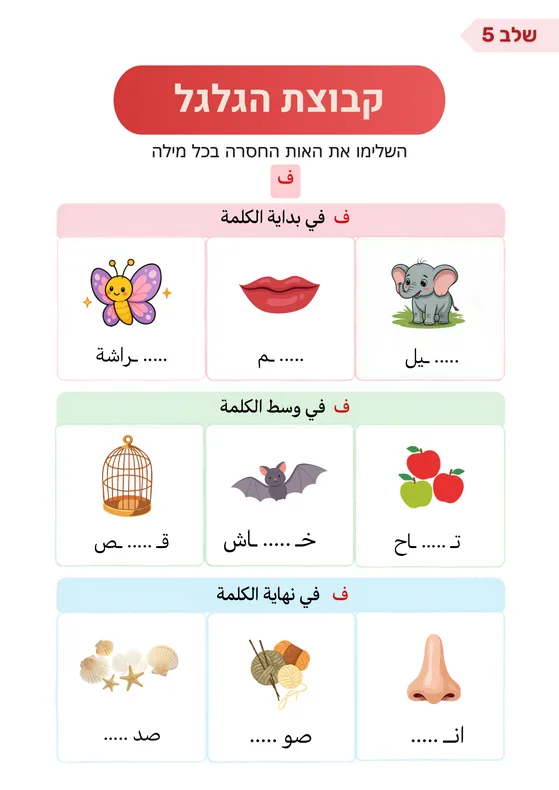 שלב 5
קבוצת הגלגל
השלימו את האות החסרה בכל מילה
ف
ف في بداية الكلمة
..... ـيل
..... ـم
..... ـراشة
ف في وسط الكلمة
تـ ..... ـاح
خـ ..... ـاش
قـ ..... ـص
ف في نهاية الكلمة
انـ .....
صو .....
صد .....